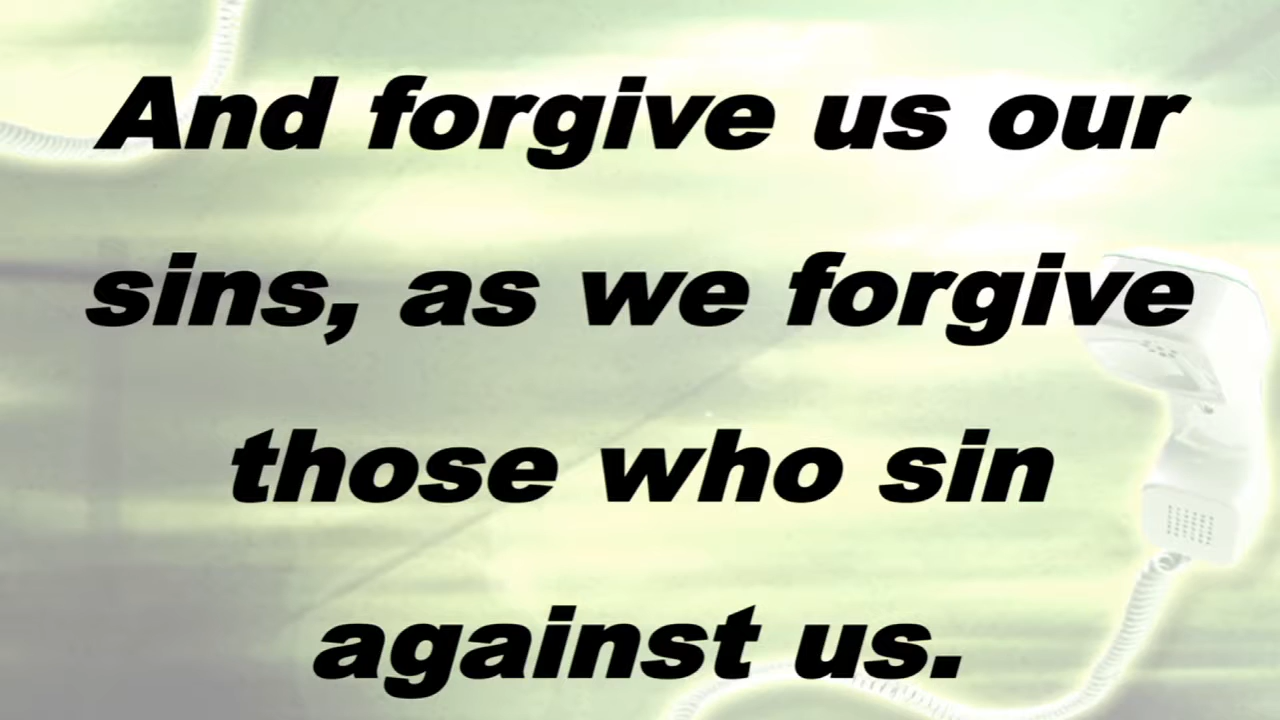 And forgive us our
sins, as we forgive
those who sin
against us.